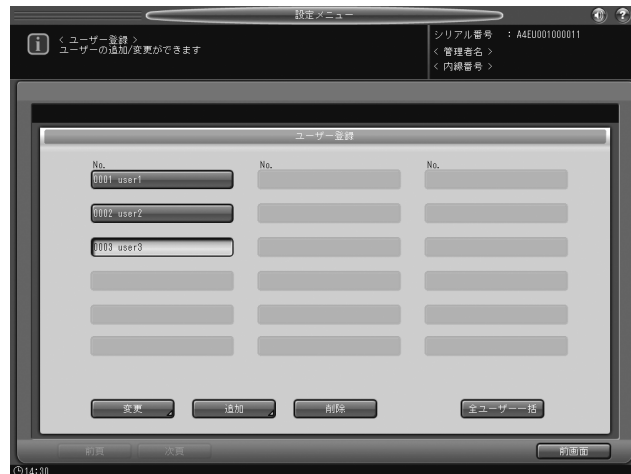 設定メニュー
< ユーザー登録 >
ユーザーの追加/変更ができます
シリアル番号 : A4EU001000011
< 管理者名 >
< 内線番号 >
ユーザー登録
No. No. No.
0001 user1
0002 user2
0003 user3
変更 追加 削除 全ユーザー一括
前頁 次頁 前画面
14:30